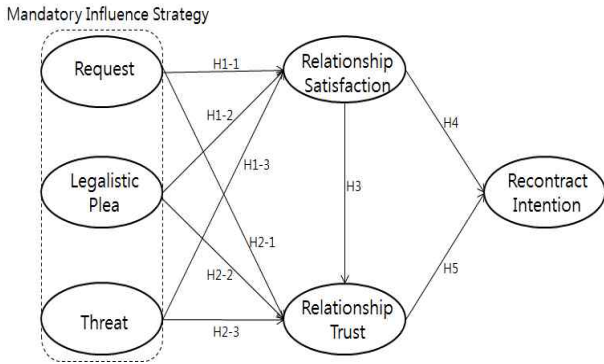 Mandatory Influence Strategy
Request
Legalistic
Plea
Threat
H1-1
H1-2
H1-3
H2-1
H2-2
H2-3
Relationship
Satisfaction
H3
Relationship
Trust
H4
H5
Recontract
Intention